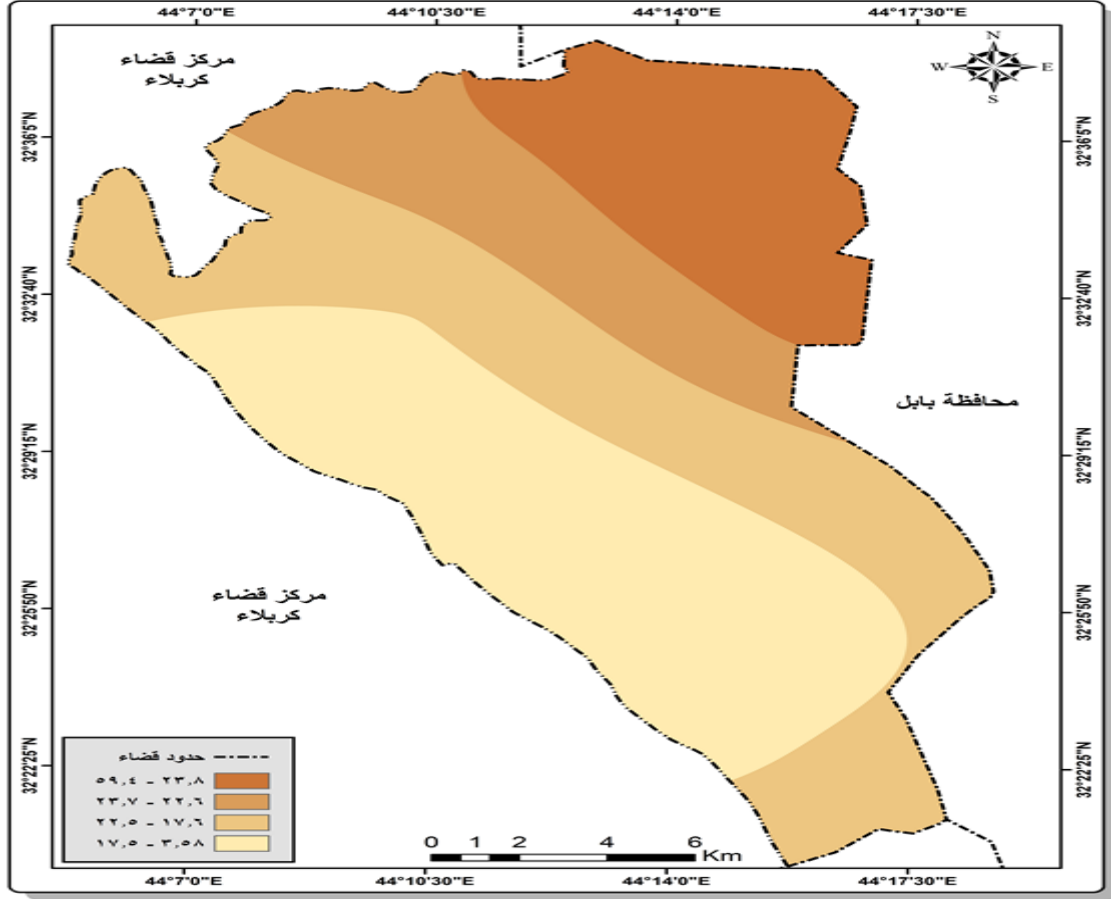 44°7'0"E 44°10'30"E 44°14'0"E 44°17'30"E
N
W E
S
مركز قضاء
كربلاء
32°36'5"N 32°36'5"N
32°32'40"N 32°32'40"N
محافظة بابل
32°29'15"N 32°29'15"N
مركز قضاء
كربلاء
32°25'50"N 32°25'50"N
32°22'25"N 32°22'25"N
حدود قضاء
٢٣,٨ - ٥٩,٤
٢٢,٦ - ٢٣,٧
١٧,٦ - ٢٢,٥
٣,٥٨ - ١٧,٥
0 1 2 4 6
Km
44°7'0"E 44°10'30"E 44°14'0"E 44°17'30"E